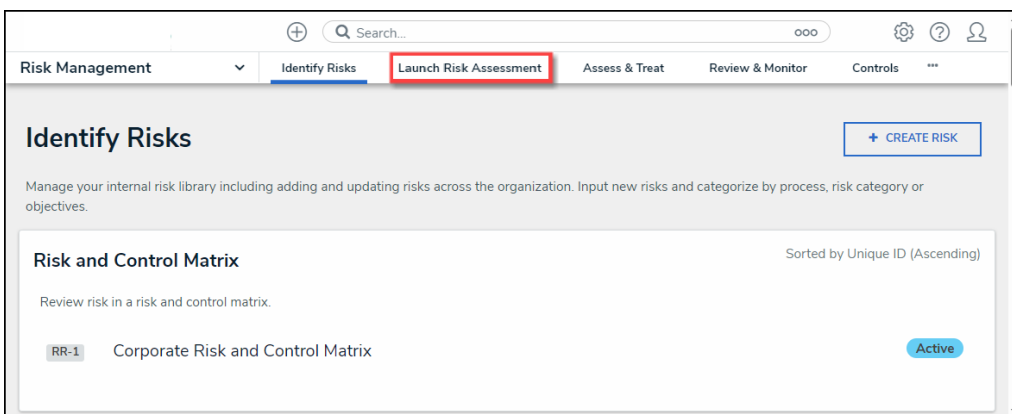 Search...
Risk Management Identify Risks Launch Risk Assessment Assess & Treat Review & Monitor Controls
Identify Risks
+ CREATE RISK
Manage your internal risk library including adding and updating risks across the organization. Input new risks and categorize by process, risk category or
objectives.
Risk and Control Matrix
Sorted by Unique ID (Ascending)
Review risk in a risk and control matrix.
RR-1 Corporate Risk and Control Matrix Active